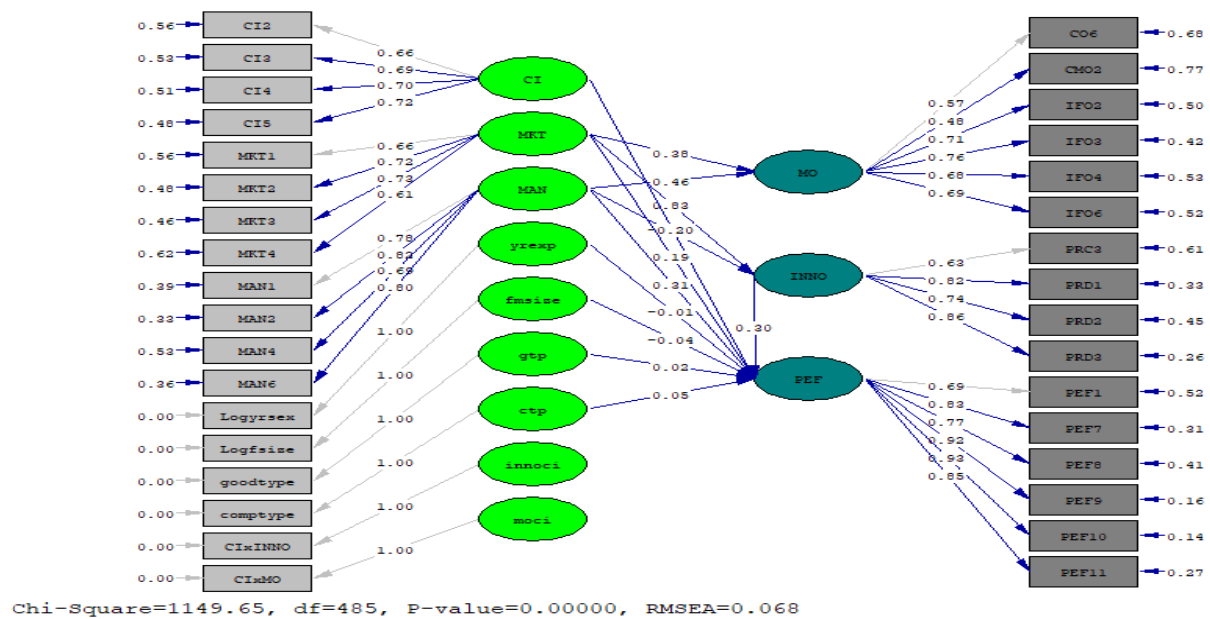 0.56 CI2
0.53 CI3
0.51 CI4
0.48 CI5
0.56 MKT1
0.48 MKT2
0.46 MKT3
0.62 MKT4
0.39 MAN1
0.33 MAN2
0.53 MAN4
0.36 MAN6
0.00 Logyrsex
0.00 Logfsize
0.00 goodtype
0.00 comptype
0.00 CIxINNO
0.00 CIxMO
0.66
0.69
0.70
0.72
0.66
0.72
0.73
0.61
0.78
0.82
0.69
0.80
1.00
1.00
1.00
1.00
1.00
1.00
CI
MKT
MAN
yrexp
fmsize
gtp
ctp
innoci
moci
0.38
0.46
0.83
-0.20
0.19
0.31
-0.01
-0.04
0.02
0.05
0.30
MO
INNO
PEF
0.57
0.48
0.71
0.76
0.68
0.69
0.63
0.82
0.74
0.86
0.69
0.83
0.77
0.92
0.93
0.85
CO6 0.68
CMO2 0.77
IFO2 0.50
IFO3 0.42
IFO4 0.53
IFO6 0.52
PRC3 0.61
PRD1 0.33
PRD2 0.45
PRD3 0.26
PEF1 0.52
PEF7 0.31
PEF8 0.41
PEF9 0.16
PEF10 0.14
PEF11 0.27
Chi-Square=1149.65, df=485, P-value=0.00000, RMSEA=0.068